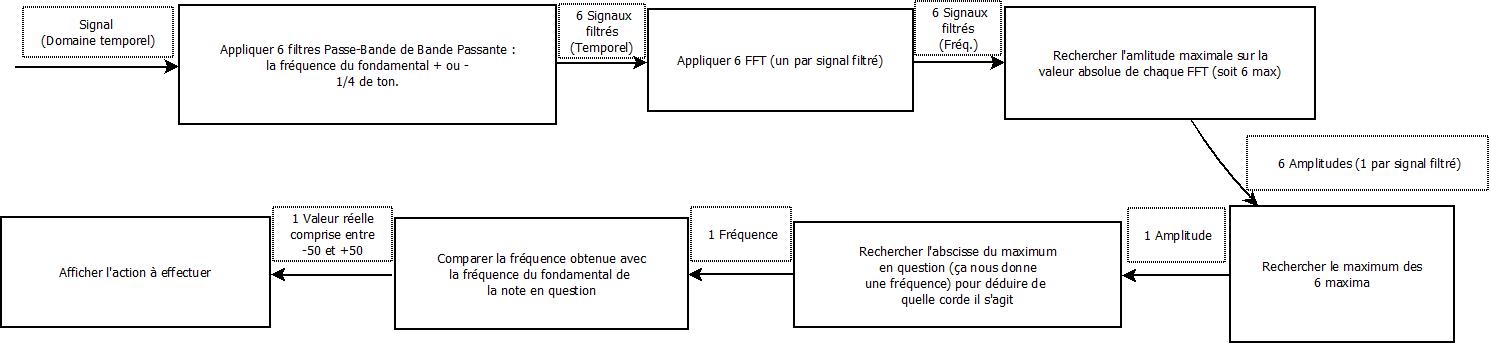 Signal
(Domaine temporel)
Appliquer 6 filtres Passe-Bande de Bande Passante :
la fréquence du fondamental + ou -
1/4 de ton.
6 Signaux
filtrés
(Temporel)
Appliquer 6 FFT (un par signal filtré)
6 Signaux
filtrés
(Fréq.)
Rechercher l'amlitude maximale sur la
valeur absolue de chaque FFT (soit 6 max)
6 Amplitudes (1 par signal filtré)
Rechercher le maximum des
6 maxima
1 Amplitude
Rechercher l'abscisse du maximum
en question (ça nous donne
une fréquence) pour déduire de
quelle corde il s'agit
1 Fréquence
Comparer la fréquence obtenue avec
la fréquence du fondamental de
la note en question
1 Valeur réelle
comprise entre
-50 et +50
Afficher l'action à effectuer